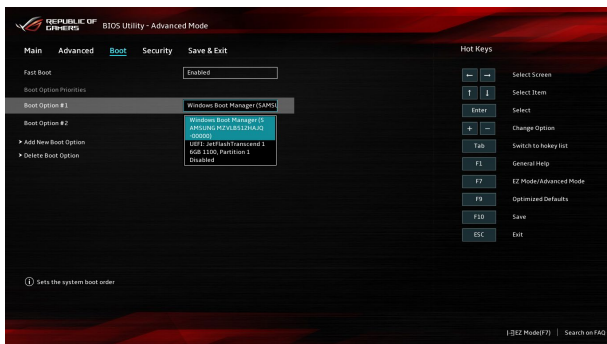 REPUBLIC OF
GAMERS
BIOS Utility - Advanced Mode
Main Advanced Boot Security Save & Exit
Hot Keys
Fast Boot Enabled
Boot Option Priorities
Boot Option #1 Windows Boot Manager (SAMSU
Boot Option #2
Windows Boot Manager (S
AMSUNG MZVLB512HAJQ
-00000)
UEFI: JetFlashTranscend 1
6GB 1100, Partition 1
Disabled
> Add New Boot Option
> Delete Boot Option
← → Select Screen
↑ ↓ Select Item
Enter Select
+ − Change Option
Tab Switch to hokey list
F1 General Help
F7 EZ Mode/Advanced Mode
F9 Optimized Defaults
F10 Save
ESC Exit
i Sets the system boot order
EZ Mode(F7) | Search on FAQ